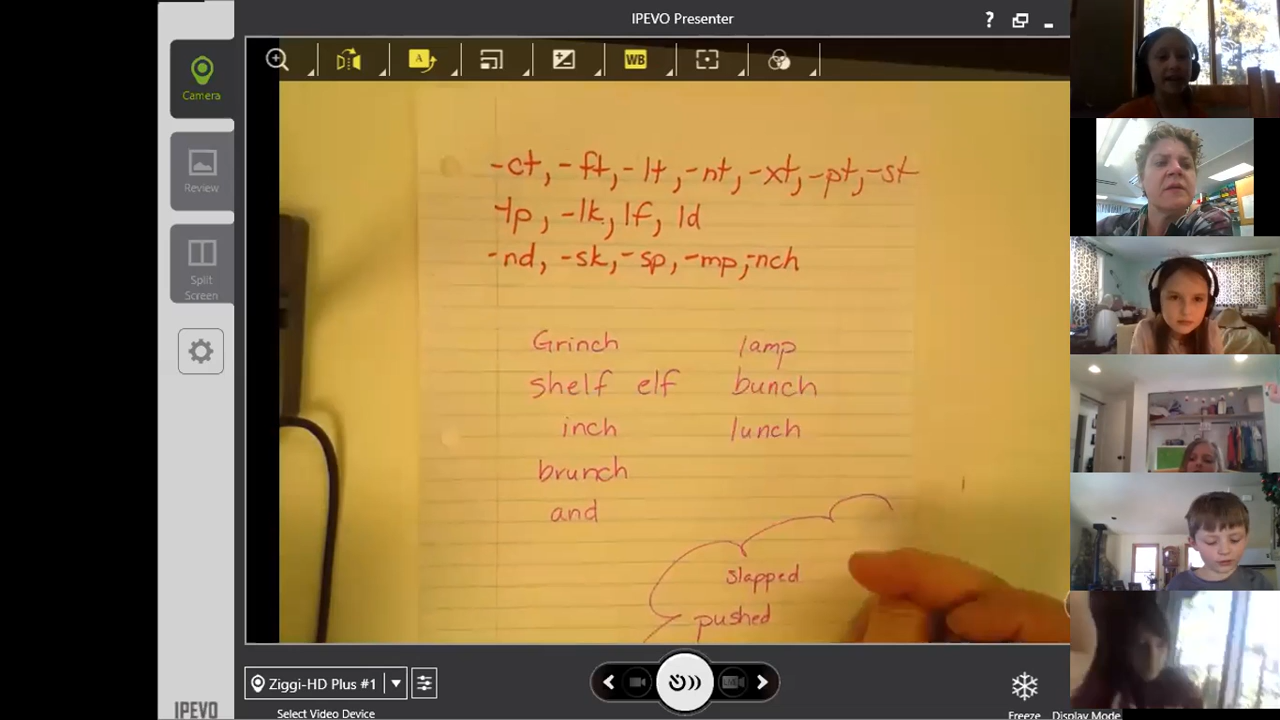 IPEVO Presenter
?
Camera
A
WB
Review
Split
Screen
-ct, -ft, -lt, -nt, -xt, -pt, -st
-lp, -lk, lf, ld
-nd, -sk, -sp, -mp, -nch
Grinch lamp
shelf elf bunch
inch lunch
brunch
and
slapped
pushed
Ziggi-HD Plus #1
LIVE
IPEVO
Select Video Device
Freeze
Display Mode